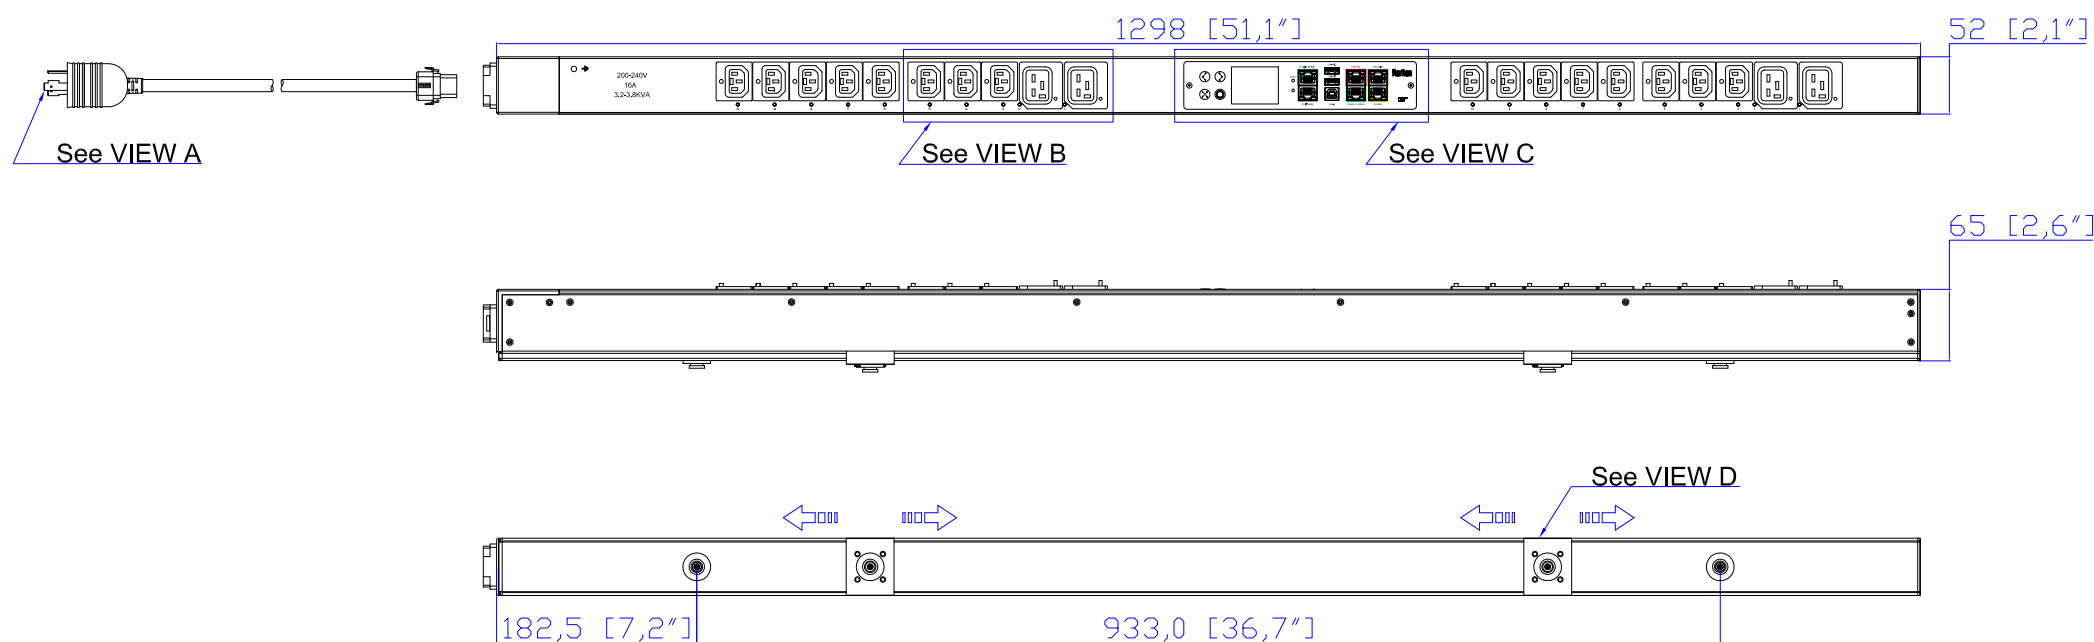 1298 [51,1"]
52 [2,1"]
200-240V
16A
3.2-3.8KVA
Raritan
See VIEW A
See VIEW B
See VIEW C
65 [2,6"]
See VIEW D
182,5 [7,2"]
933,0 [36,7"]